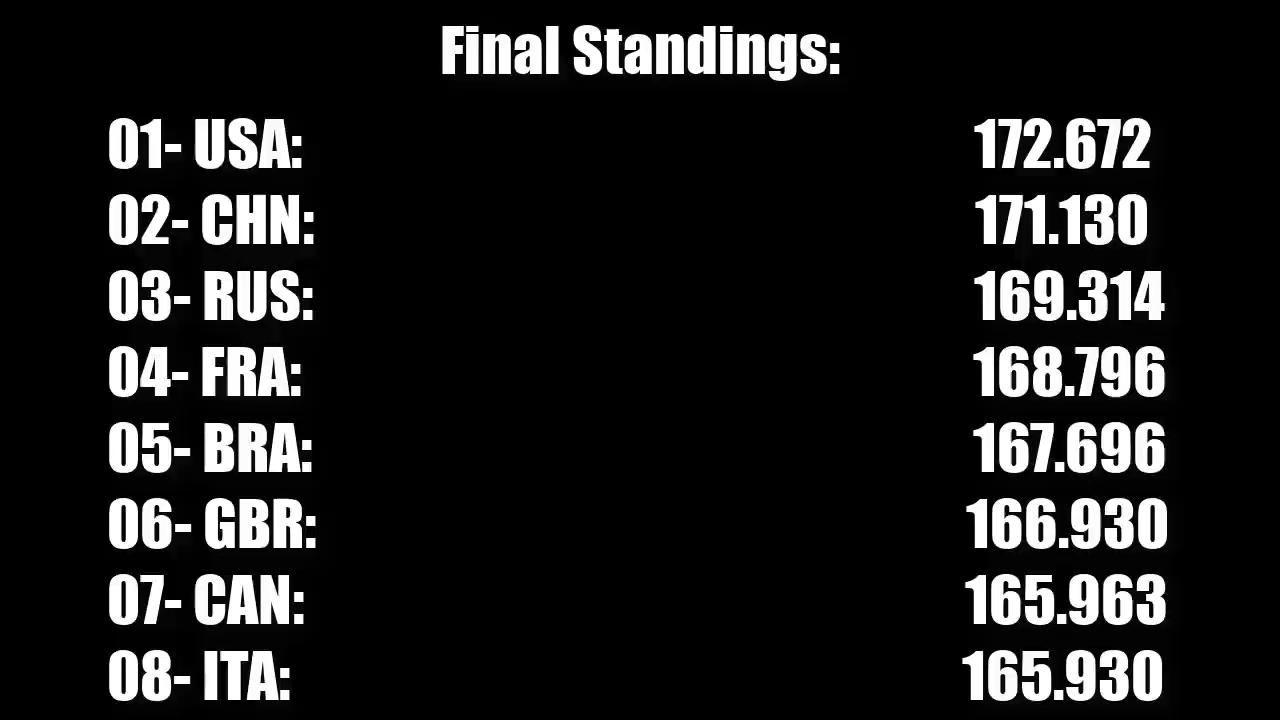 Final Standings:
01- USA: 172.672
02- CHN: 171.130
03- RUS: 169.314
04- FRA: 168.796
05- BRA: 167.696
06- GBR: 166.930
07- CAN: 165.963
08- ITA: 165.930